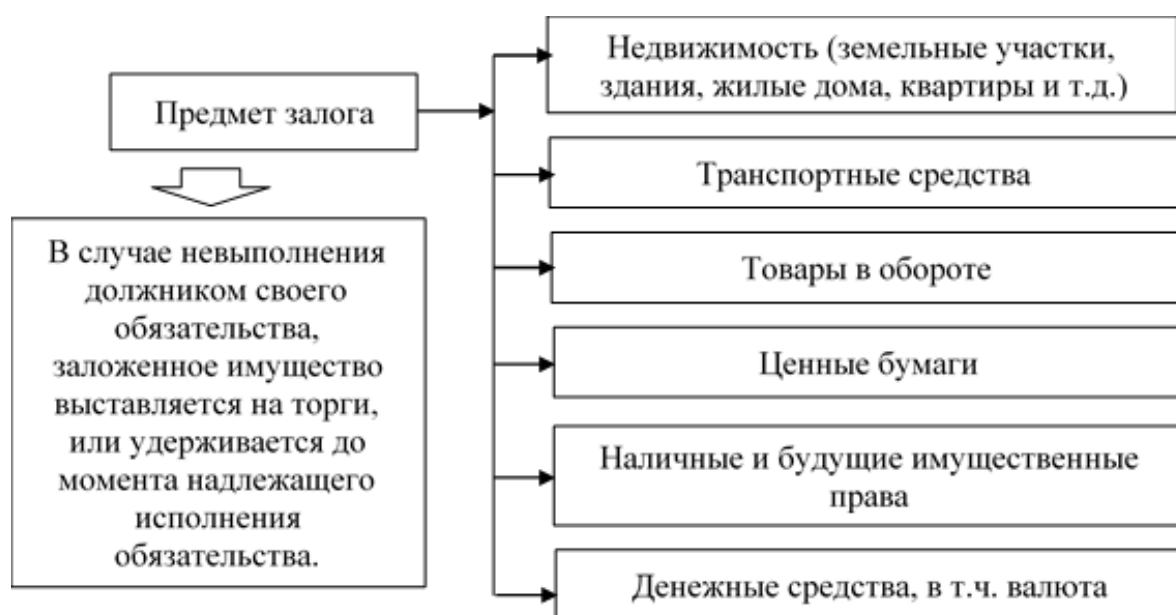 Предмет залога
В случае невыполнения
должником своего
обязательства,
заложенное имущество
выставляется на торги,
или удерживается до
момента надлежащего
исполнения
обязательства.
Недвижимость (земельные участки,
здания, жилые дома, квартиры и т.д.)
Транспортные средства
Товары в обороте
Ценные бумаги
Наличные и будущие имущественные
права
Денежные средства, в т.ч. валюта